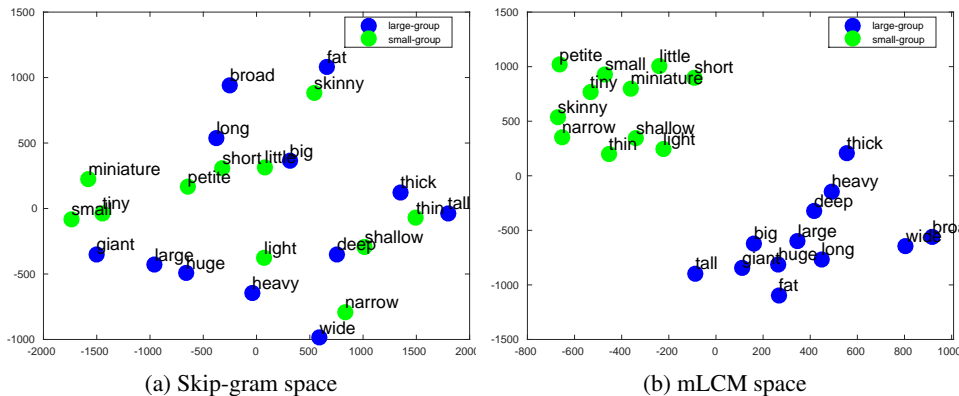 1500
1000
500
0
-500
-1000
-2000 -1500 -1000 -500 0 500 1000 1500 2000
large-group
small-group
fat
broad
skinny
long
short little big
petite
miniature
thick
small tiny
thin tall
giant
large
huge
light
deep shallow
heavy
narrow
wide
(a) Skip-gram space
1500
1000
500
0
-500
-1000
-1500
-800 -600 -400 -200 0 200 400 600 800 1000
large-group
small-group
petite
small
little
short
tiny
miniature
skinny
narrow
shallow
thin
light
thick
heavy
deep
big
large
wide
broa
tall
giant
huge
long
fat
(b) mLCM space